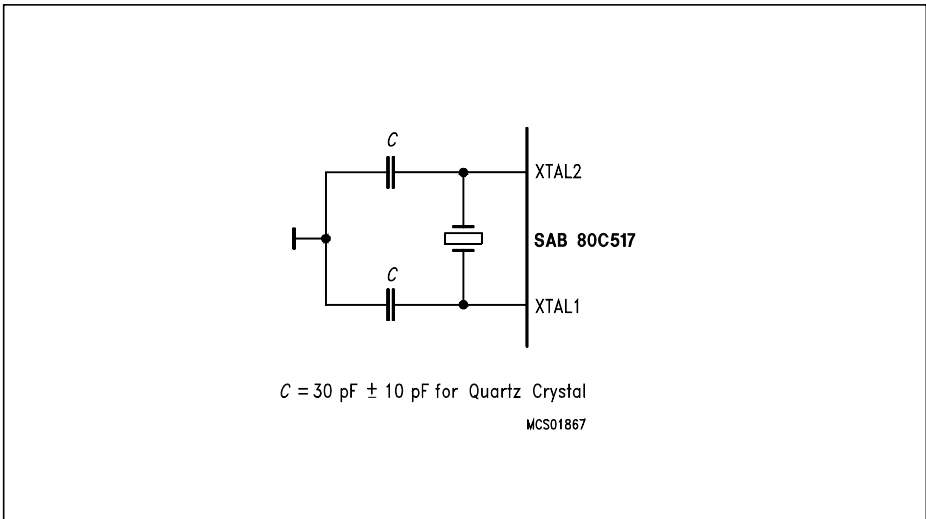 C
XTAL2
SAB 80C517
C
XTAL1
C = 30 pF ± 10 pF for Quartz Crystal
MCS01867